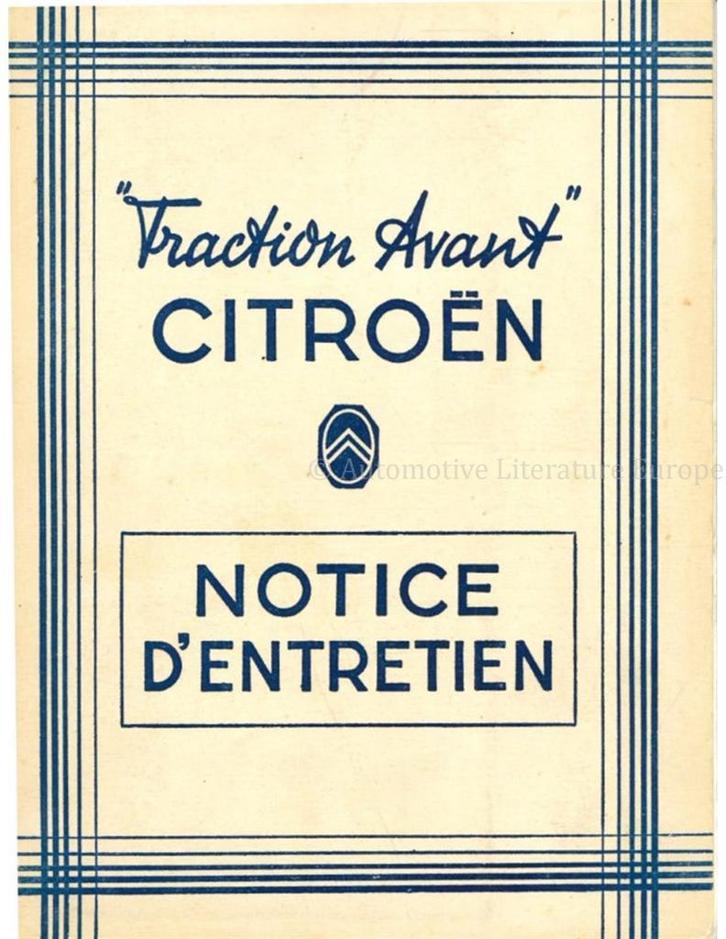 "Traction Avant"
CITROËN
© Automotive Literature Europe
NOTICE
D'ENTRETIEN